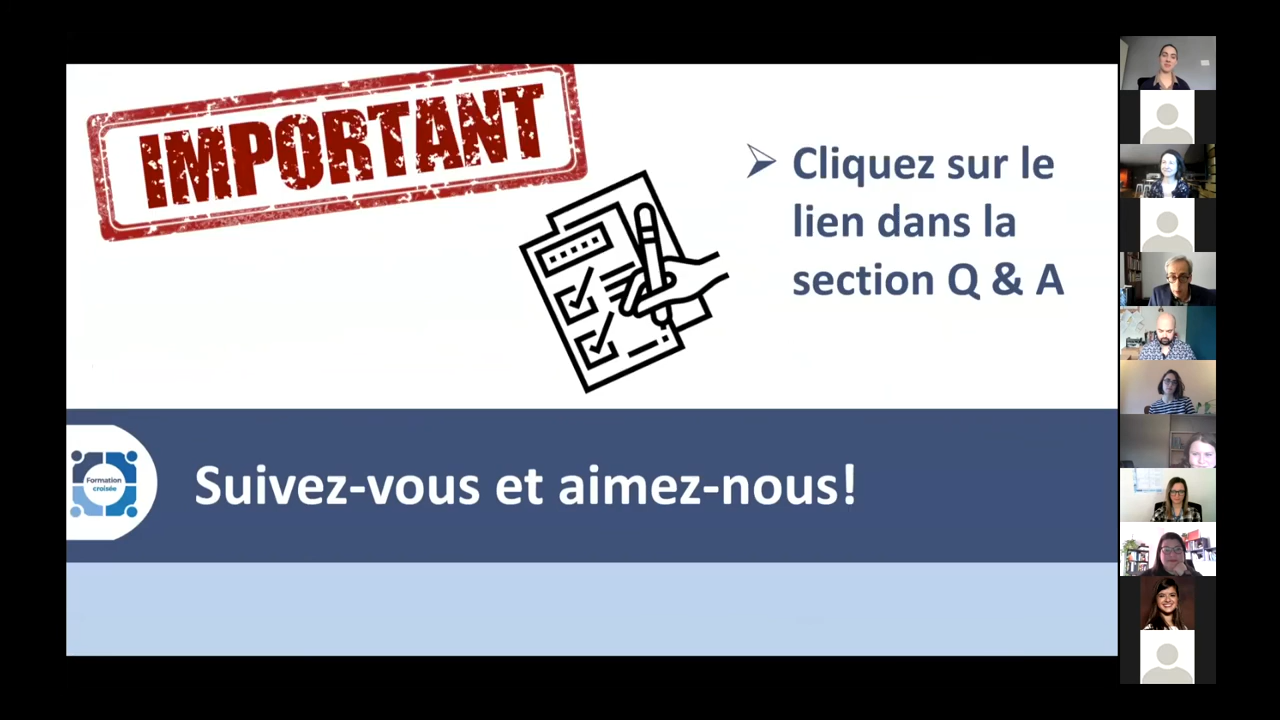 IMPORTANT
Cliquez sur le
lien dans la
section Q & A
Formation
croisée
Suivez-vous et aimez-nous!